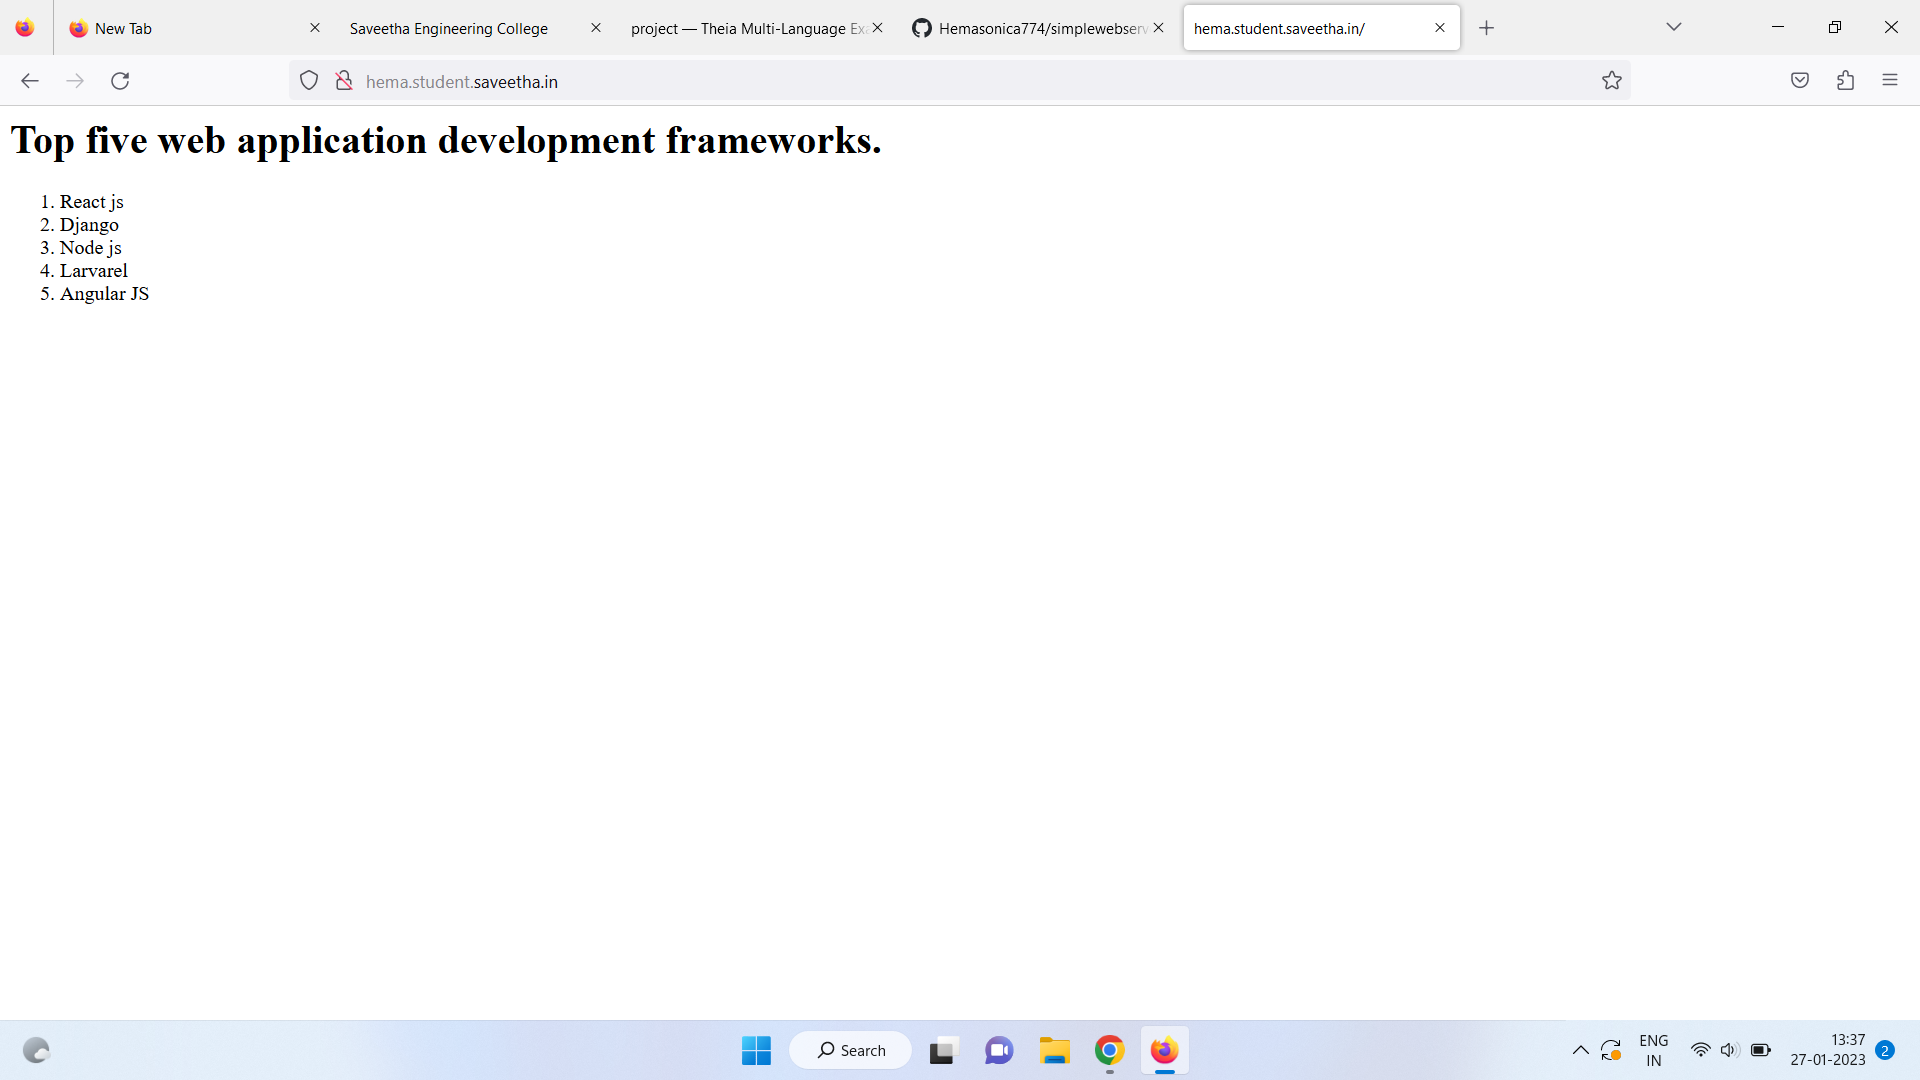 New Tab
Saveetha Engineering College
project — Theia Multi-Language Ex
Hemasonica774/simplewebserv
hema.student.saveetha.in/
hema.student.saveetha.in
Top five web application development frameworks.
1. React js
2. Django
3. Node js
4. Larvarel
5. Angular JS
Search
ENG
IN
13:37
27-01-2023
2